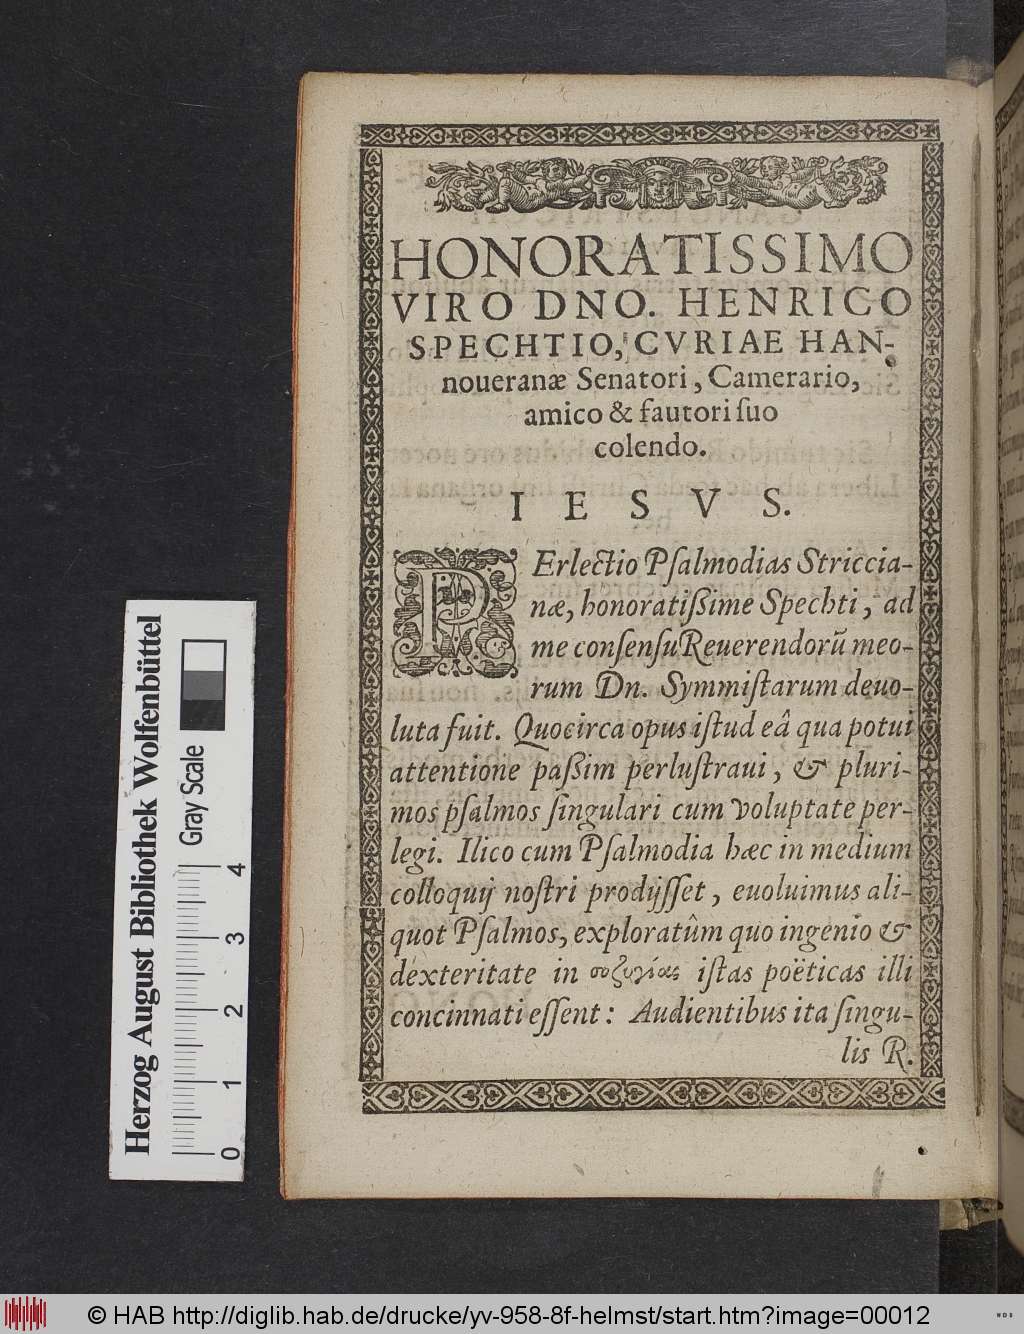 HONORATISSIMO
VIRO DNO. HENRICO
SPECHTIO, CVRIAE HAN-
noueranæ Senatori, Camerario,
amico & fautori ſuo
colendo.
I E S V S.
PErlectio Pſalmodias Striccia-
næ, honoratißime Spechti, ad
me conſenſu Reuerendorũ meo-
rum Dn. Symmiſtarum deuo-
luta fuit. Quocirca opus iſtud eâ qua potui
attentione paßim perluſtraui, & pluri-
mos pſalmos ſingulari cum voluptate per-
legi. Ilico cum Pſalmodia hæc in medium
colloquij noſtri prodijſſet, euoluimus ali-
quot Pſalmos, exploratûm quo ingenio &
dexteritate in συζυγίας iſtas poëticas illi
concinnati eſſent: Audientibus ita ſingu-
lis R.
Herzog August Bibliothek Wolfenbüttel
Gray Scale
0 1 2 3 4
© HAB http://diglib.hab.de/drucke/yv-958-8f-helmst/start.htm?image=00012